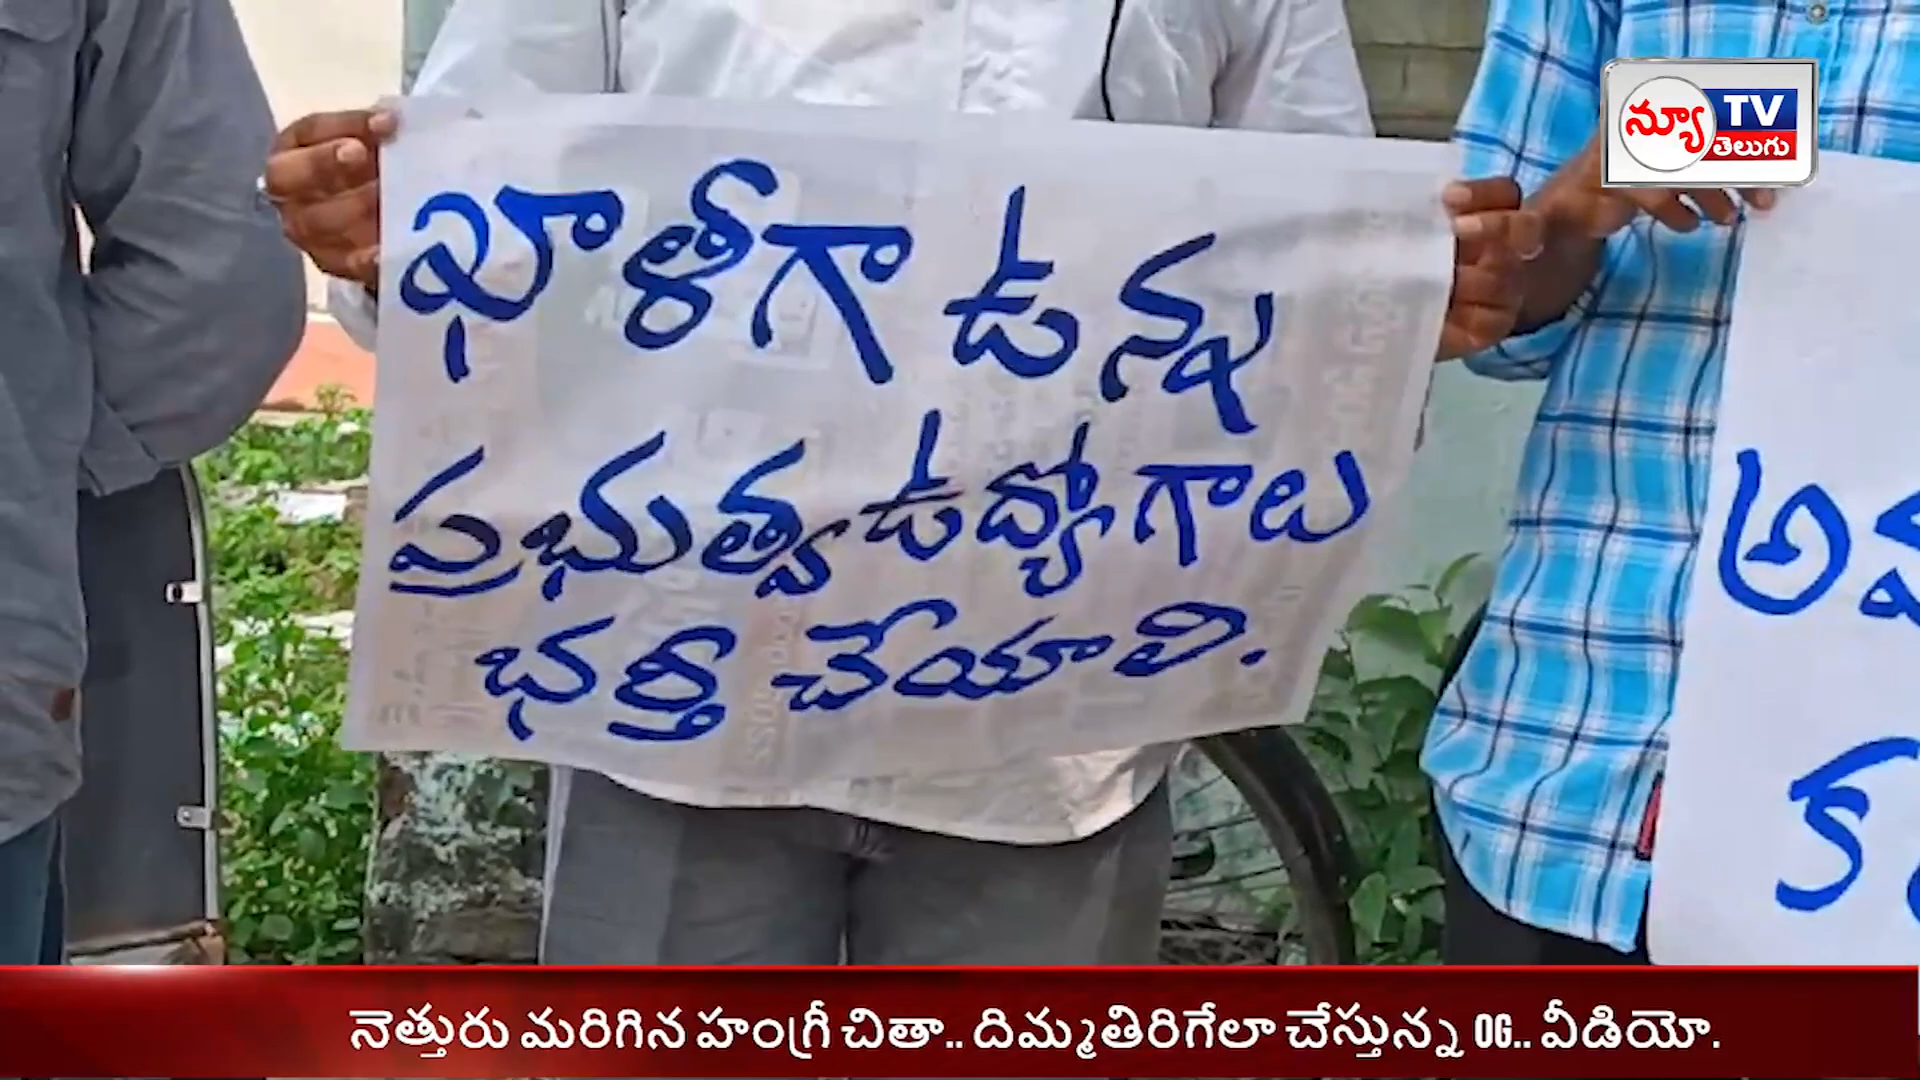 ఖాళీగా ఉన్న
ప్రభుత్వ ఉద్యోగాలు
భర్తీ చేయాలి.
న్యూ TV
తెలుగు
నెత్తురు మరిగిన హంగ్రీ చితా.. దిమ్మతిరిగేలా చేస్తున్న OG.. వీడియో.